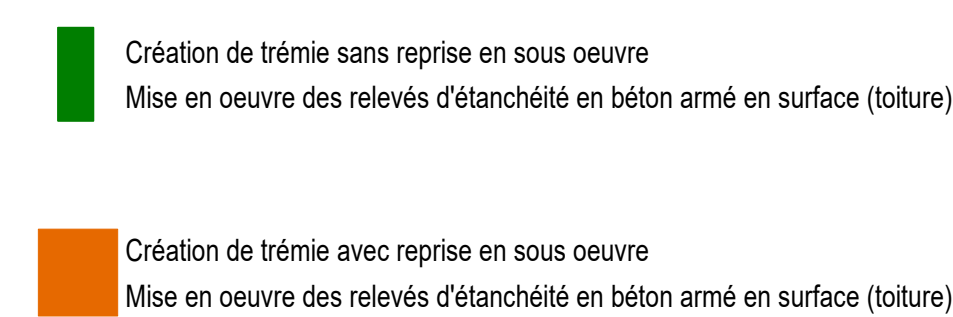 Création de trémie sans reprise en sous oeuvre
Mise en oeuvre des relevés d'étanchéité en béton armé en surface (toiture)
Création de trémie avec reprise en sous oeuvre
Mise en oeuvre des relevés d'étanchéité en béton armé en surface (toiture)